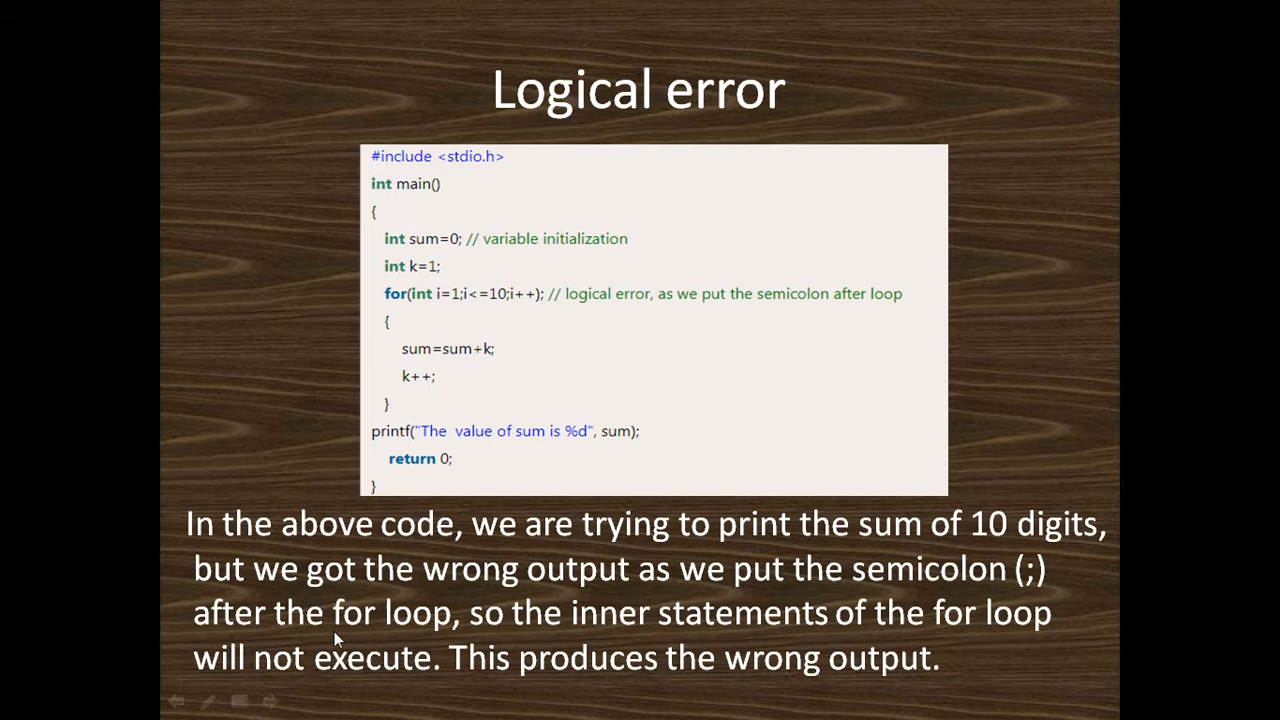 Logical error
#include <stdio.h>
int main()
{
int sum=0; // variable initialization
int k=1;
for(int i=1;i<=10;i++); // logical error, as we put the semicolon after loop
{
sum=sum+k;
k++;
}
printf("The  value of sum is %d", sum);
return 0;
}
In the above code, we are trying to print the sum of 10 digits,
but we got the wrong output as we put the semicolon (;)
after the for loop, so the inner statements of the for loop
will not execute. This produces the wrong output.